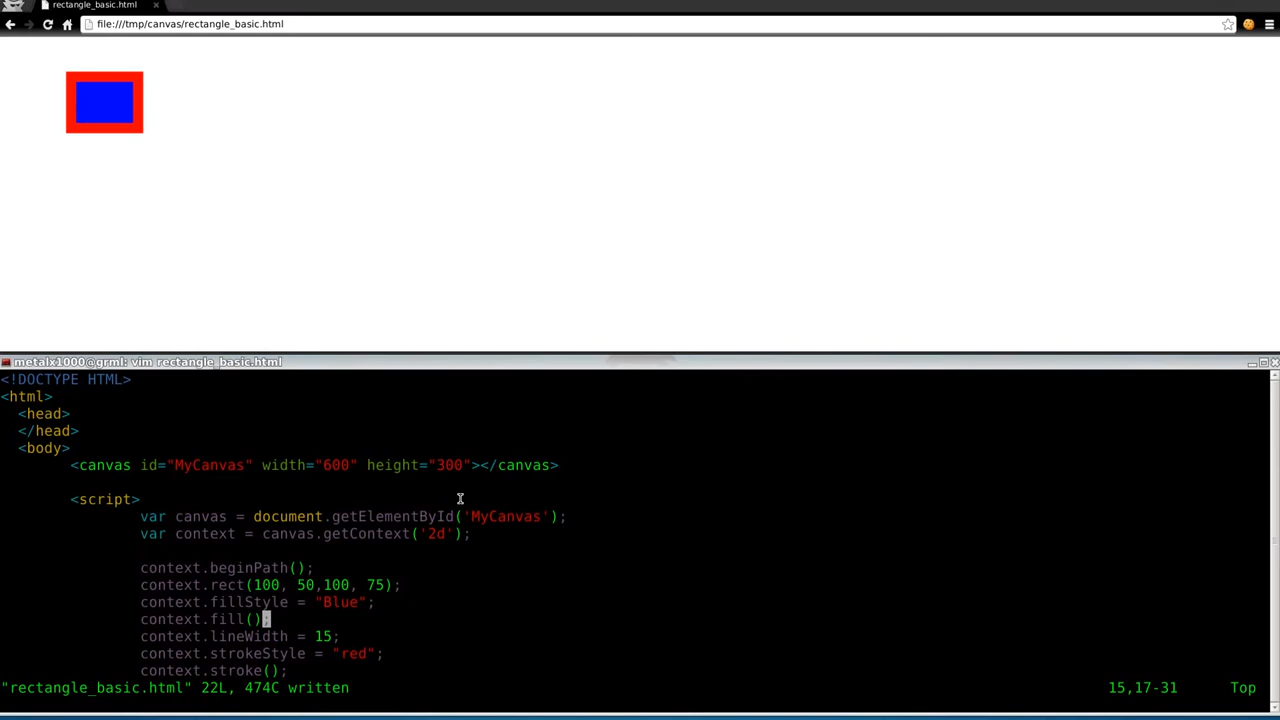 rectangle_basic.html
file:///tmp/canvas/rectangle_basic.html
metalx1000@grml: vim rectangle_basic.html
<!DOCTYPE HTML>
<html>
<head>
</head>
<body>
<canvas id="MyCanvas" width="600" height="300"></canvas>
<script>
var canvas = document.getElementById('MyCanvas');
var context = canvas.getContext('2d');
context.beginPath();
context.rect(100, 50,100, 75);
context.fillStyle = "Blue";
context.fill();
context.lineWidth = 15;
context.strokeStyle = "red";
context.stroke();
"rectangle_basic.html" 22L, 474C written 15,17-31 Top